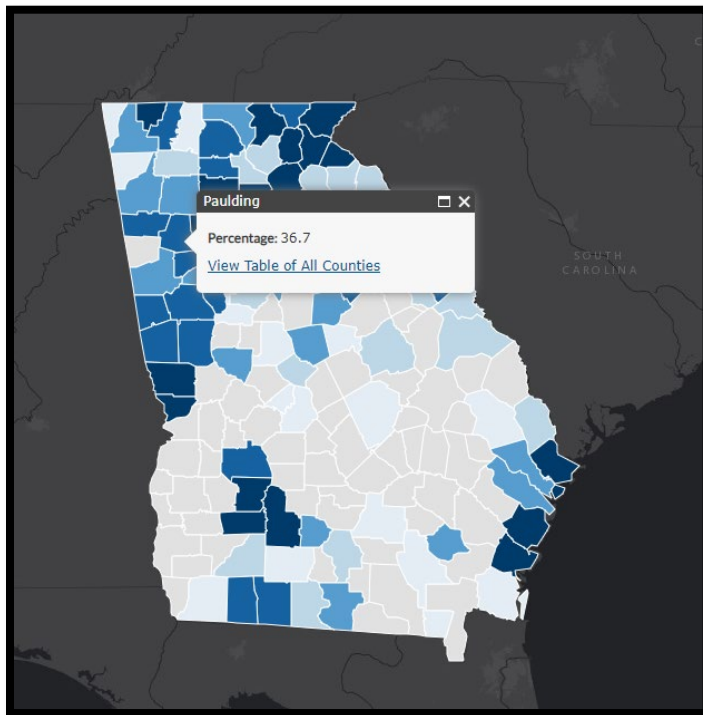 Paulding
Percentage: 36.7
View Table of All Counties
SOUTH
CAROLINA